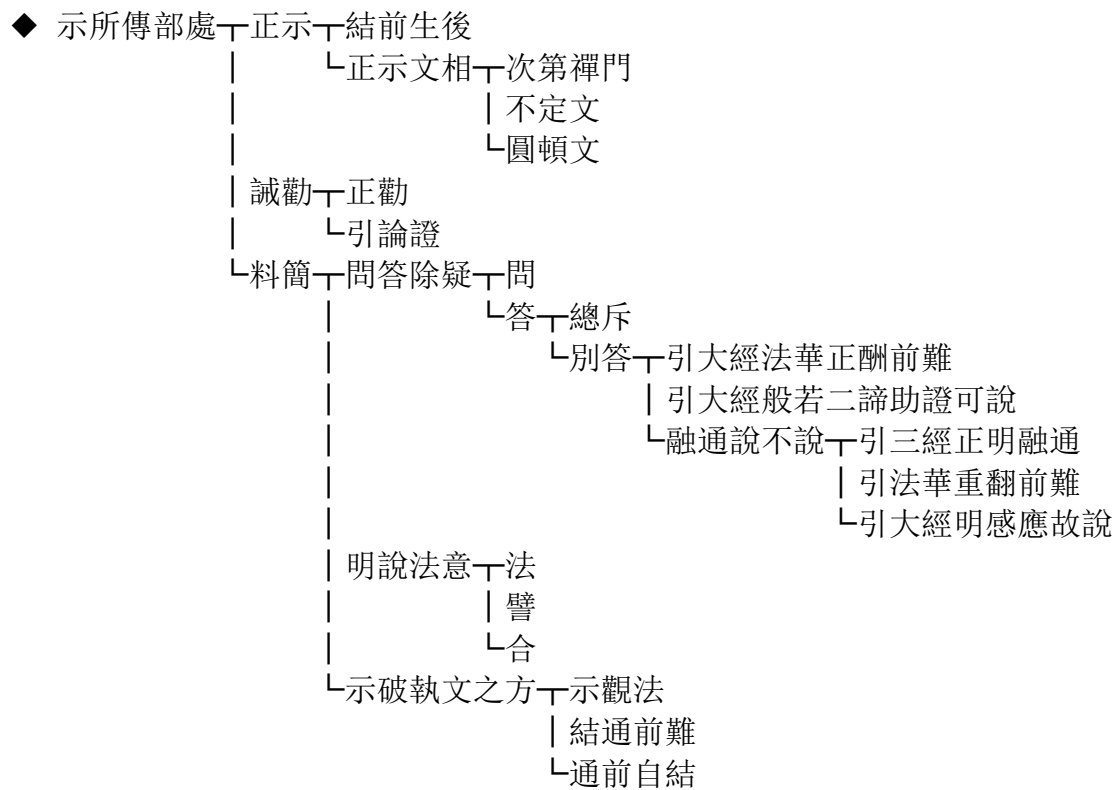 ◆ 示所傳部處┬正示┬結前生後
│ └正示文相┬次第禪門
│ │不定文
│ └圓頓文
│誡勸┬正勸
│ └引論證
└料簡┬問答除疑┬問
│ └答┬總斥
│ └別答┬引大經法華正酬前難
│ │引大經般若二諦助證可說
│ └融通說不說┬引三經正明融通
│ │引法華重翻前難
│ └引大經明感應故說
│明說法意┬法
│ │譬
│ └合
└示破執文之方┬示觀法
│結通前難
└通前自結